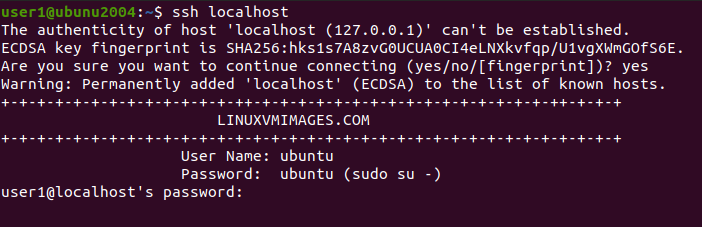 user1@ubunu2004:~$ ssh localhost
The authenticity of host 'localhost (127.0.0.1)' can't be established.
ECDSA key fingerprint is SHA256:hks1s7A8zvG0UCUA0CI4eLNXkvfqp/U1vgXWmGOfS6E.
Are you sure you want to continue connecting (yes/no/[fingerprint])? yes
Warning: Permanently added 'localhost' (ECDSA) to the list of known hosts.
+-+-+-+-+-+-+-+-+-+-+-+-+-+-+-+-+-+-+-+-+-+-+-+-+-+-+-+-+-+-+-+-+-+-+
LINUXVMIMAGES.COM
+-+-+-+-+-+-+-+-+-+-+-+-+-+-+-+-+-+-+-+-+-+-+-+-+-+-+-+-+-+-+-+-+-+-+
User Name: ubuntu
Password:  ubuntu (sudo su -)
user1@localhost's password: